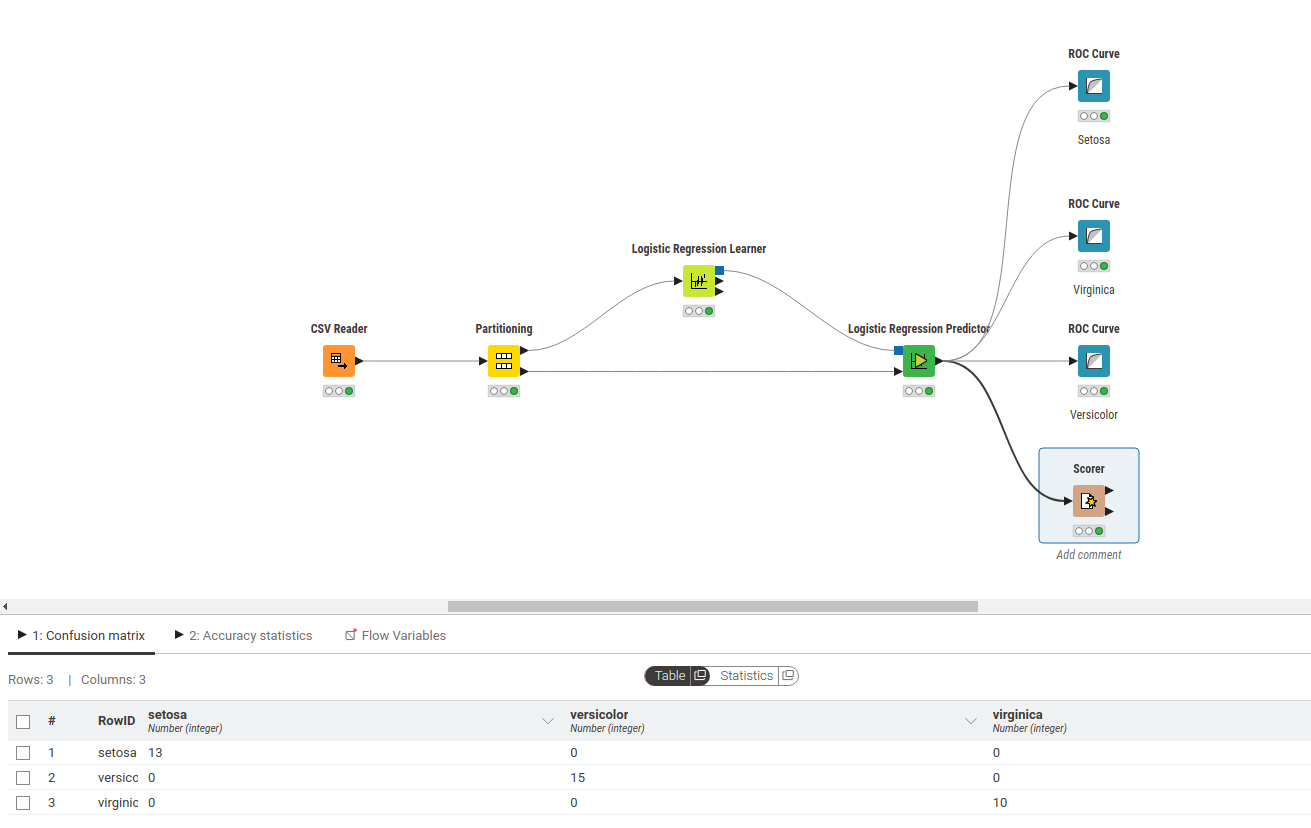 ROC Curve
Setosa
ROC Curve
Virginica
Logistic Regression Learner
CSV Reader
Partitioning
Logistic Regression Predictor
ROC Curve
Versicolor
Scorer
Add comment
1: Confusion matrix 2: Accuracy statistics Flow Variables
Rows: 3 | Columns: 3 Table Statistics
# RowID setosa versicolor virginica
Number (integer) Number (integer) Number (integer)
1 setosa 13 0 0
2 versicc 0 15 0
3 virginic 0 0 10